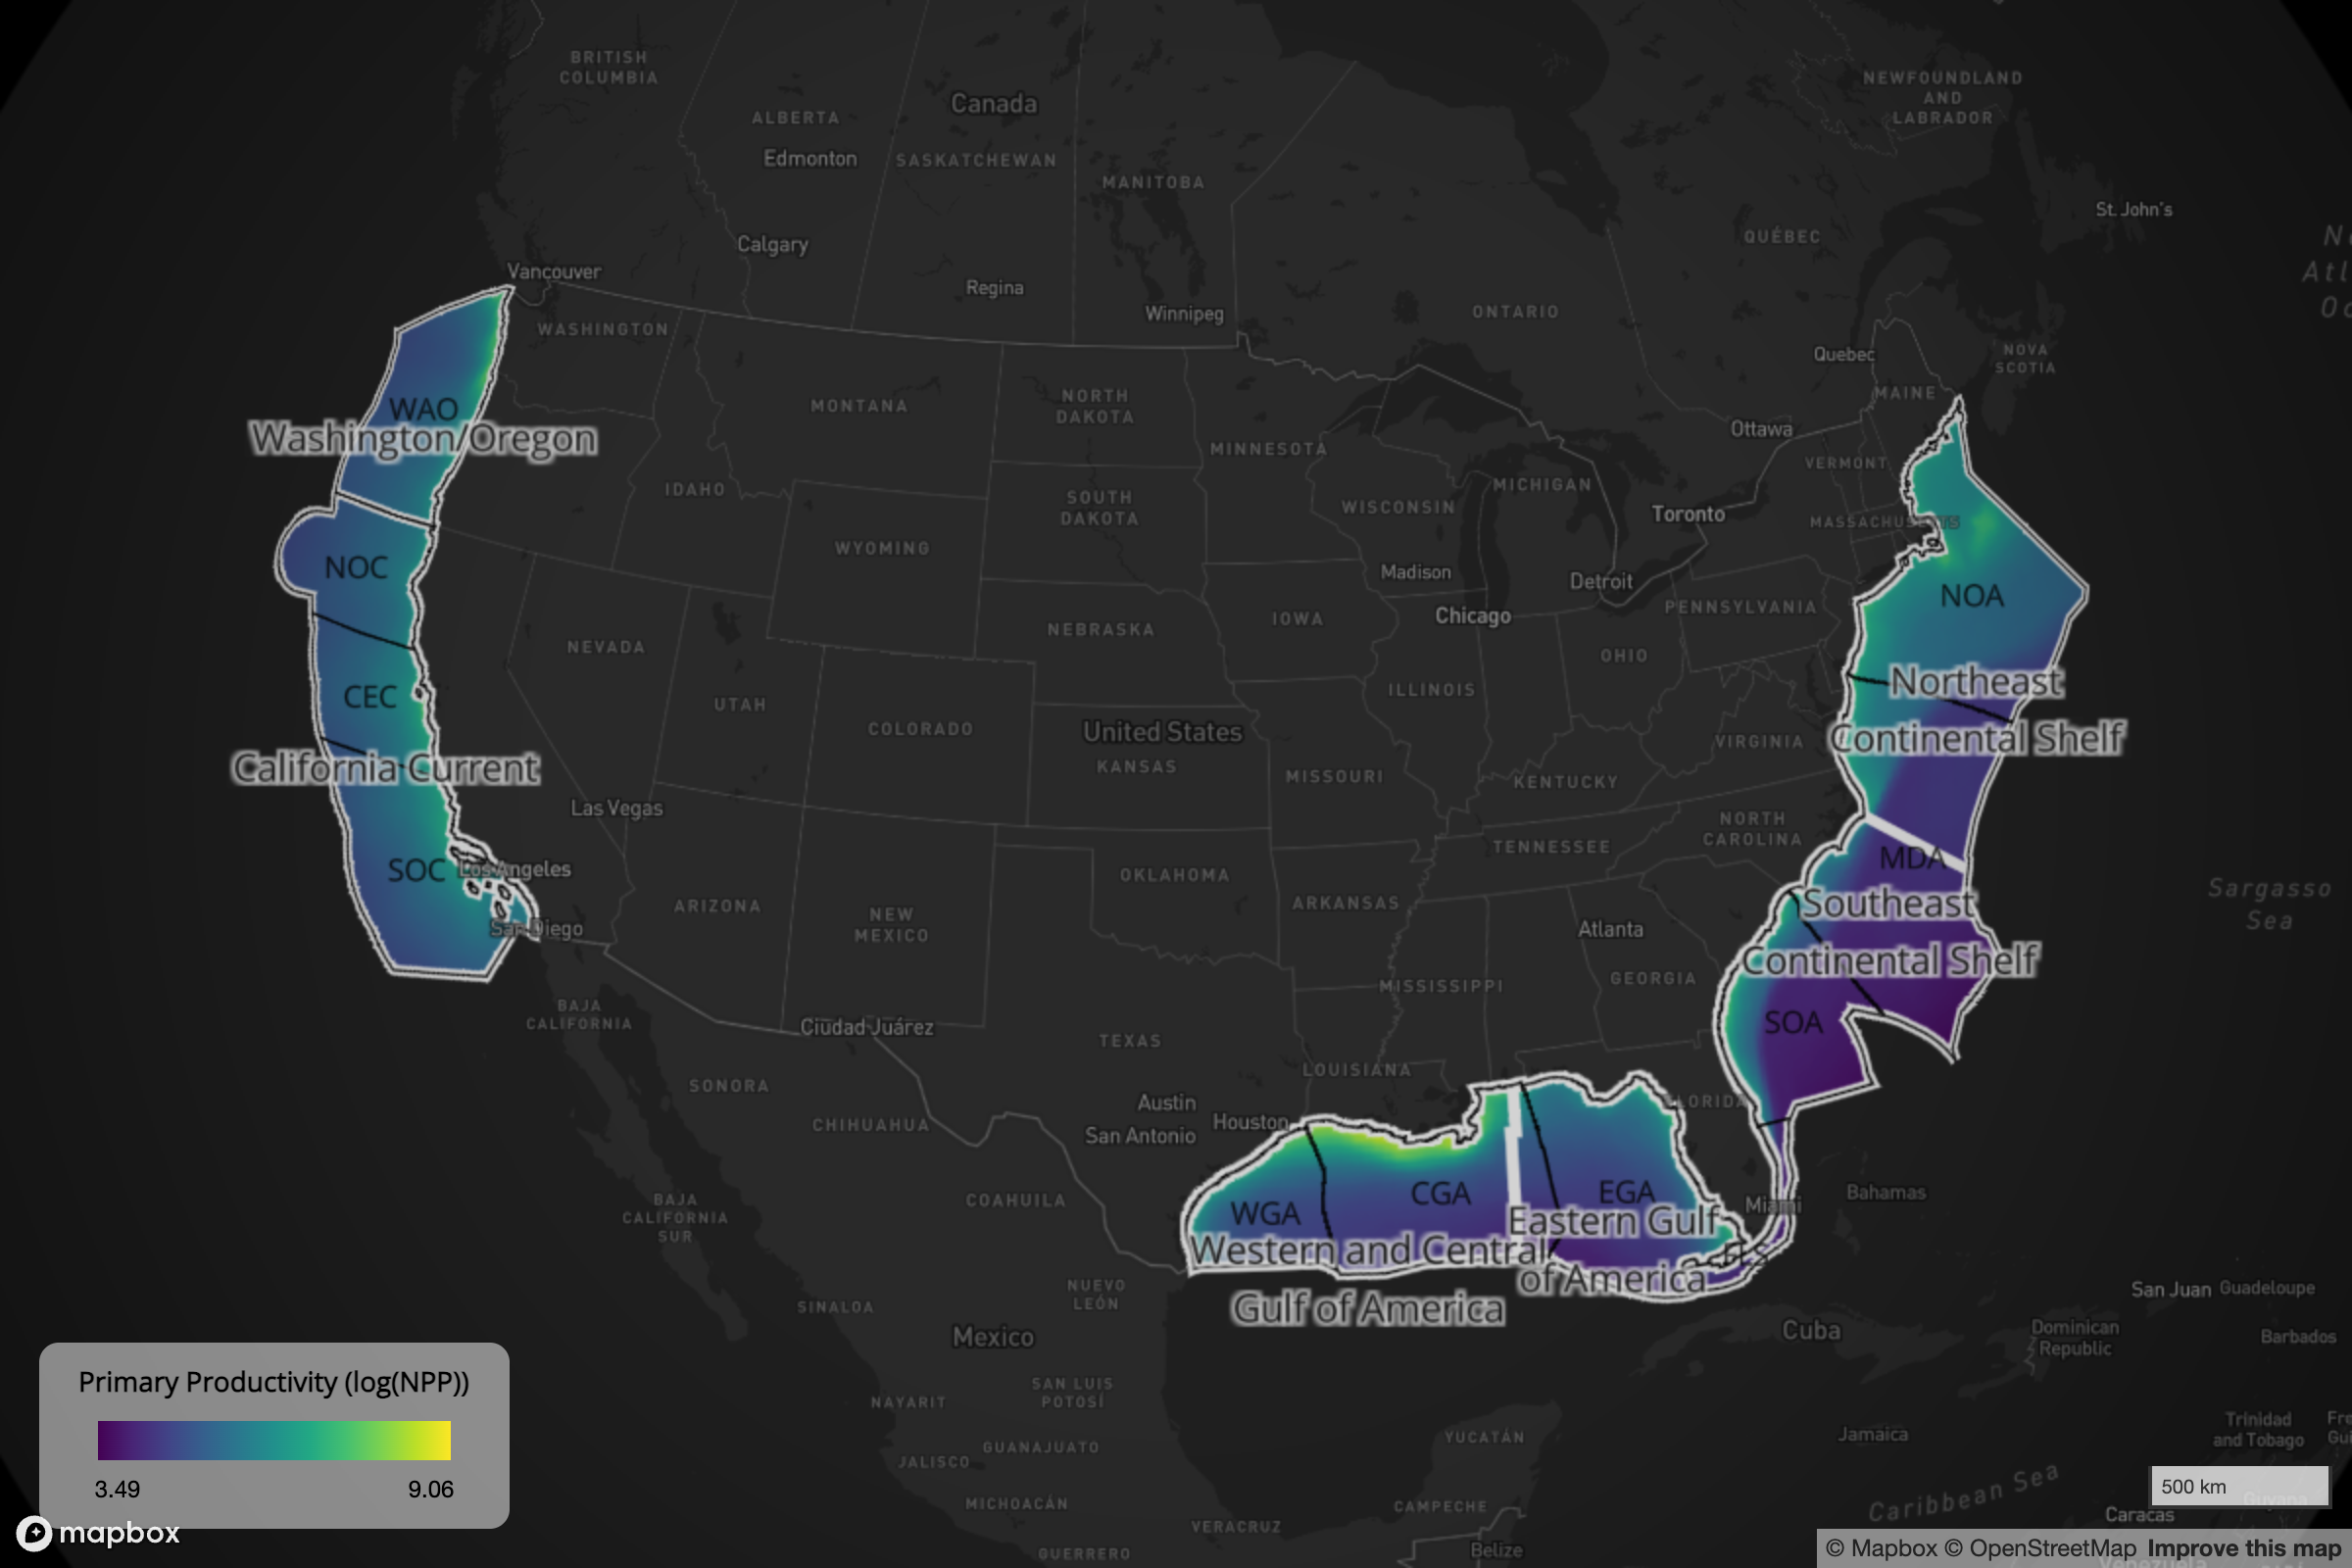 BRITISH
COLUMBIA
ALBERTA
Edmonton
Canada
SASKATCHEWAN
MANITOBA
NEWFOUNDLAND
AND
LABRADOR
St. John's
QUÉBEC
Calgary
Vancouver
Regina
Winnipeg
ONTARIO
Quebec
NOVA
SCOTIA
MAINE
WASHINGTON
MONTANA
NORTH
DAKOTA
MINNESOTA
Ottawa
VERMONT
WAO
Washington/Oregon
IDAHO
SOUTH
DAKOTA
WISCONSIN
MICHIGAN
Toronto
MASSACHUSETTS
NOC
WYOMING
Madison
Detroit
Chicago
PENNSYLVANIA
NOA
NEVADA
NEBRASKA
IOWA
OHIO
CEC
UTAH
ILLINOIS
Northeast
Continental Shelf
COLORADO
United States
KANSAS
MISSOURI
KENTUCKY
VIRGINIA
California Current
Las Vegas
NORTH
CAROLINA
TENNESSEE
MDA
SOC
Los Angeles
OKLAHOMA
ARKANSAS
Southeast
Continental Shelf
Sargasso
Sea
ARIZONA
NEW
MEXICO
San Diego
Atlanta
MISSISSIPPI
GEORGIA
BAJA
CALIFORNIA
Ciudad Juárez
TEXAS
SOA
SONORA
LOUISIANA
FLORIDA
Austin
CHIHUAHUA
San Antonio
Houston
BAJA
CALIFORNIA
SUR
COAHUILA
WGA
CGA
EGA
Miami
Bahamas
Western and Central
Gulf of America
Eastern Gulf
of America
FLS
NUEVO
LEÓN
SINALOA
Mexico
Cuba
San Juan
Guadeloupe
Dominican
Republic
Barbados
NAYARIT
SAN LUIS
POTOSÍ
GUANAJUATO
JALISCO
YUCATÁN
Jamaica
Trinidad
and Tobago
MICHOACÁN
VERACRUZ
CAMPECHE
Caribbean Sea
Caracas
GUERRERO
Belize
Primary Productivity (log(NPP))
3.49 9.06
mapbox
500 km
© Mapbox © OpenStreetMap Improve this map